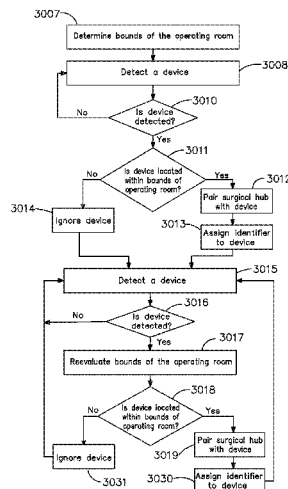 3007
Determine bounds of the operating room
Detect a device
3008
3010
Is device
detected?
No
Yes
3011
Is device located
within bounds of
operating room?
No
Yes
3012
Pair surgical hub
with device
3014
Ignore device
3013
Assign identifier
to device
Detect a device
3015
3016
Is device
detected?
No
Yes
3017
Reevaluate bounds of the operating room
3018
Is device located
within bounds of
operating room?
No
Yes
3019
Pair surgical hub
with device
Ignore device
3031
3030
Assign identifier
to device